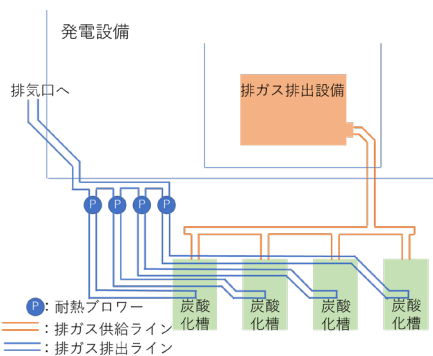 発電設備
排気口へ
排ガス排出設備
P P P P
炭酸
化槽
炭酸
化槽
炭酸
化槽
炭酸
化槽
P：耐熱ブロワー
：排ガス供給ライン
：排ガス排出ライン